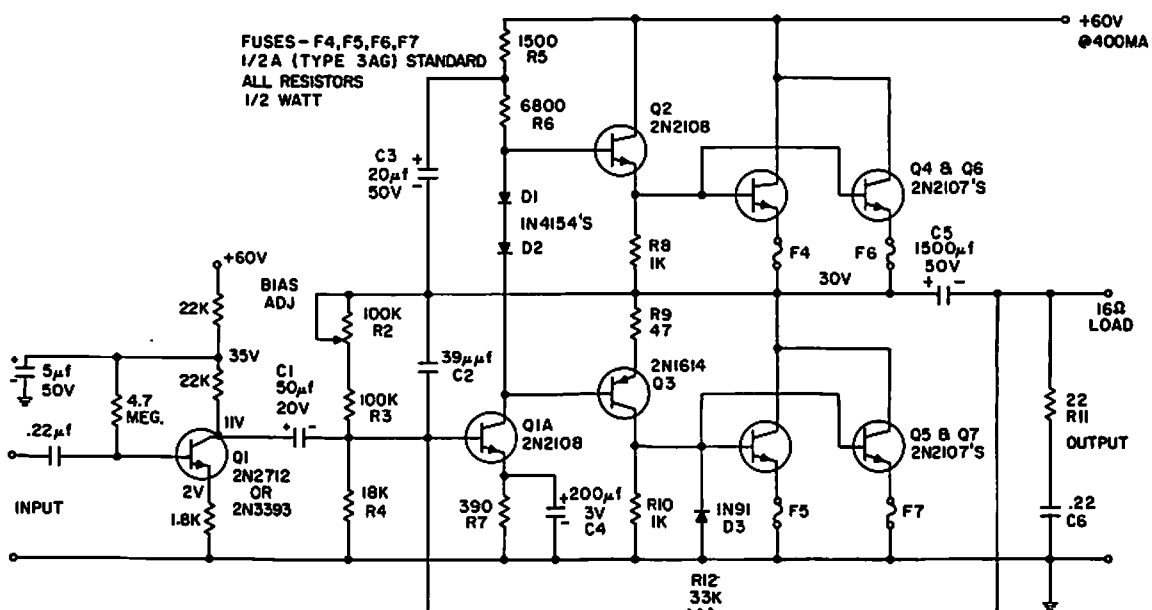 FUSES-F4,F5,F6,F7
1/2A (TYPE 3AG) STANDARD
ALL RESISTORS
1/2 WATT
1500
R5
+60V
@400MA
6800
R6
Q2
2N2108
C3
20µf
50V
+
-
D1
1N4154'S
D2
Q4 & Q6
2N2107'S
R8
1K
F4
F6
C5
1500µf
50V
+ -
30V
+60V
22K
BIAS
ADJ
100K
R2
R9
47
16Ω
LOAD
35V
22K
+
-
5µf
50V
4.7
MEG.
C1
50µf
20V
+ -
39µµf
C2
2N1614
Q3
100K
R3
22
R11
11V
.22µf
Q1A
2N2108
Q5 & Q7
2N2107'S
OUTPUT
Q1
2N2712
OR
2N3393
2V
INPUT
1.8K
18K
R4
390
R7
+
-
200µf
3V
C4
R10
1K
1N91
D3
F5
F7
.22
C6
R12
33K